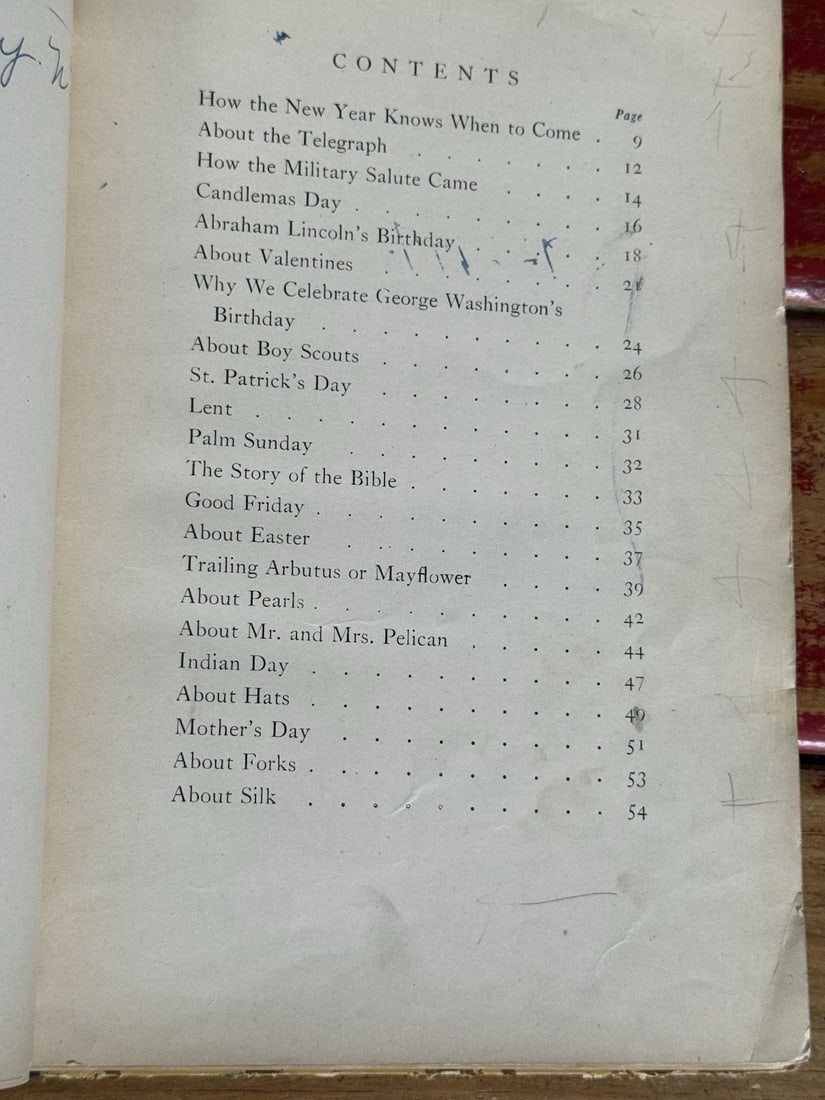 CONTENTS
Page
How the New Year Knows When to Come . 9
About the Telegraph . . . . . . 12
How the Military Salute Came . . . . 14
Candlemas Day . . . . . . . . 16
Abraham Lincoln's Birthday . . . . 18
About Valentines . . . . . . . 21
Why We Celebrate George Washington's
Birthday . . . . . . . . . 24
About Boy Scouts . . . . . . . 26
St. Patrick's Day . . . . . . . 28
Lent . . . . . . . . . . . 31
Palm Sunday . . . . . . . . 32
The Story of the Bible . . . . . . 33
Good Friday . . . . . . . . . 35
About Easter . . . . . . . . 37
Trailing Arbutus or Mayflower . . . . 39
About Pearls . . . . . . . . . 42
About Mr. and Mrs. Pelican . . . . . 44
Indian Day . . . . . . . . . 47
About Hats . . . . . . . . . 49
Mother's Day . . . . . . . . 51
About Forks . . . . . . . . . 53
About Silk . . . . . . . . . . 54